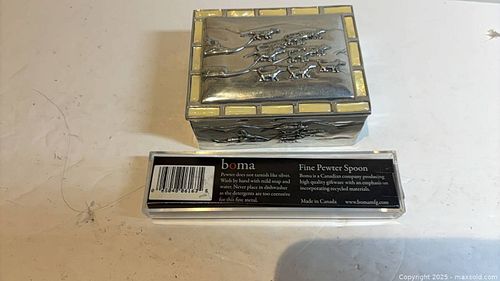 boma
Pewter does not tarnish like silver.
Wash by hand with mild soap and
water. Never place in dishwasher
as the detergents are too corrosive
for this fine metal.
Fine Pewter Spoon
Boma is a Canadian company producing
high quality giftware with an emphasis on
incorporating recycled materials.
Made in Canada www.bomamfg.com
Copyright 2025 - maxsold.com